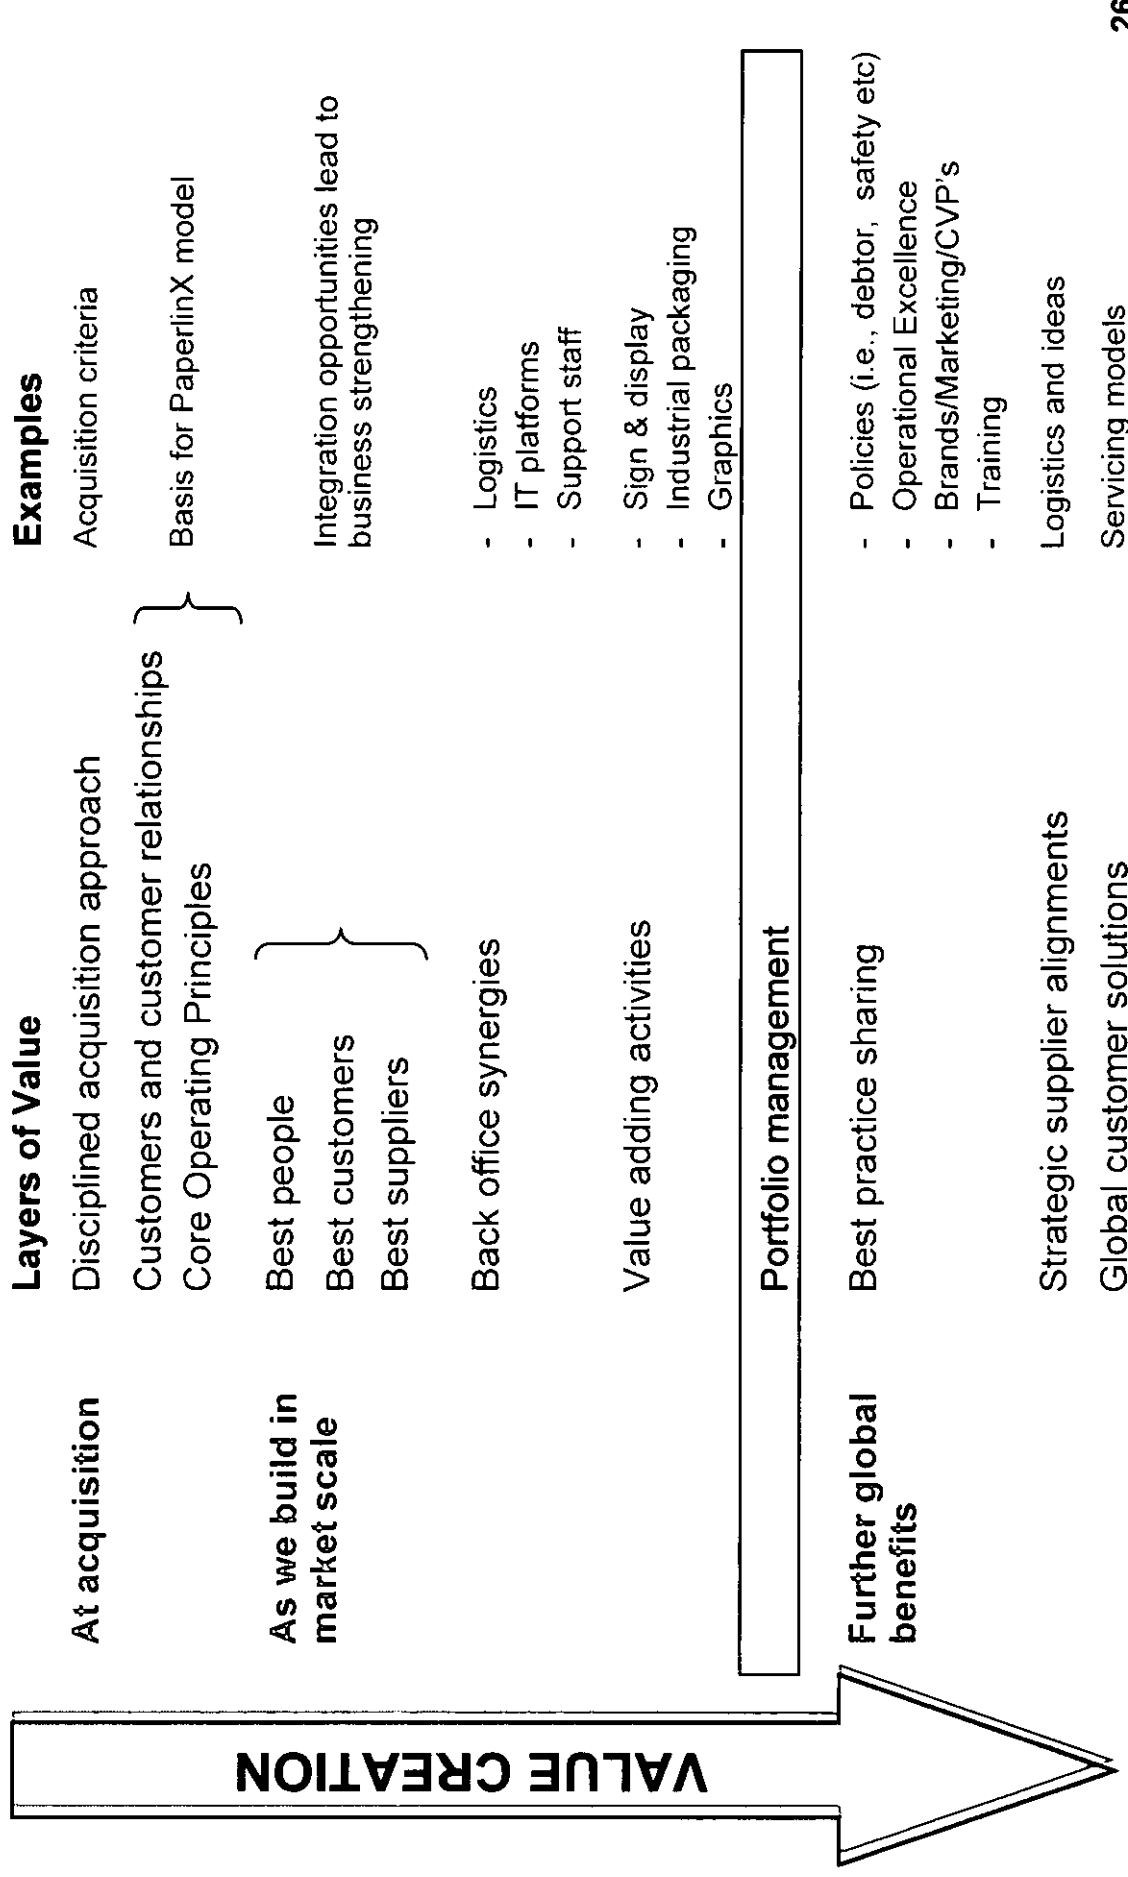 Layers of Value
Examples
At acquisition
Disciplined acquisition approach
Acquisition criteria
Customers and customer relationships
Core Operating Principles
Basis for PaperlinX model
As we build in
market scale
Best people
Best customers
Best suppliers
Integration opportunities lead to
business strengthening
Back office synergies
- Logistics
- IT platforms
- Support staff
Value adding activities
- Sign & display
- Industrial packaging
- Graphics
Portfolio management
Further global
benefits
Best practice sharing
- Policies (i.e., debtor, safety etc)
- Operational Excellence
- Brands/Marketing/CVP's
- Training
Strategic supplier alignments
Logistics and ideas
Global customer solutions
Servicing models
VALUE CREATION
26